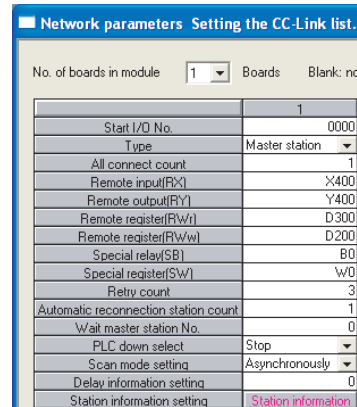 Network parameters Setting the CC-Link list.
No. of boards in module 1 Boards Blank: no
1
Start I/O No. 0000
Type Master station
All connect count 1
Remote input(RX) X400
Remote output(RY) Y400
Remote register(RWr) D300
Remote register(RWw) D200
Special relay(SB) B0
Special register(SW) W0
Retry count 3
Automatic reconnection station count 1
Wait master station No. 0
PLC down select Stop
Scan mode setting Asynchronously
Delay information setting 0
Station information setting Station information